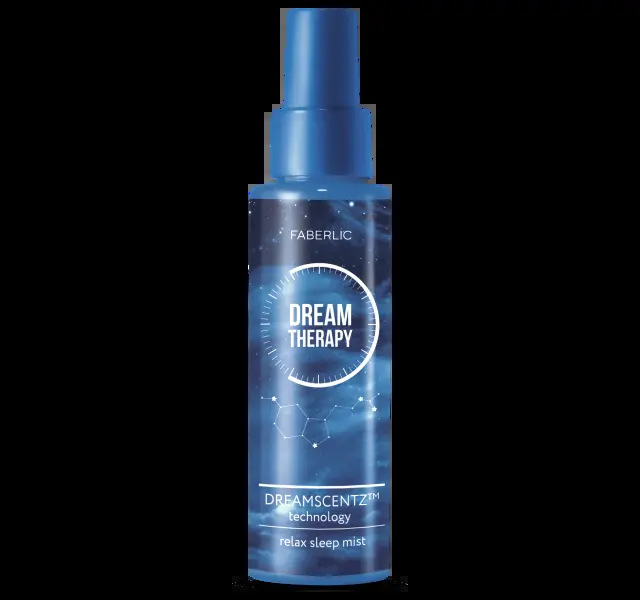 FABERLIC
DREAM
THERAPY
DREAMSCENTZ™
technology
relax sleep mist